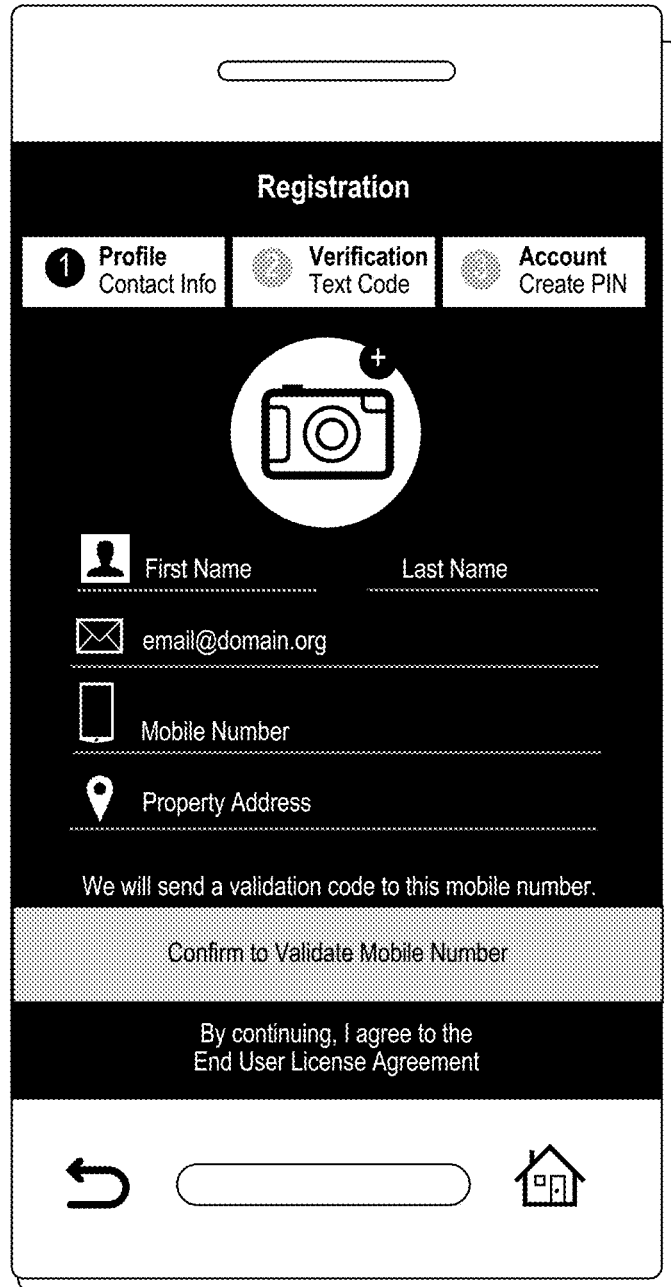 Registration
1 Profile
Contact Info
2 Verification
Text Code
3 Account
Create PIN
+
First Name Last Name
email@domain.org
Mobile Number
Property Address
We will send a validation code to this mobile number.
Confirm to Validate Mobile Number
By continuing, I agree to the
End User License Agreement